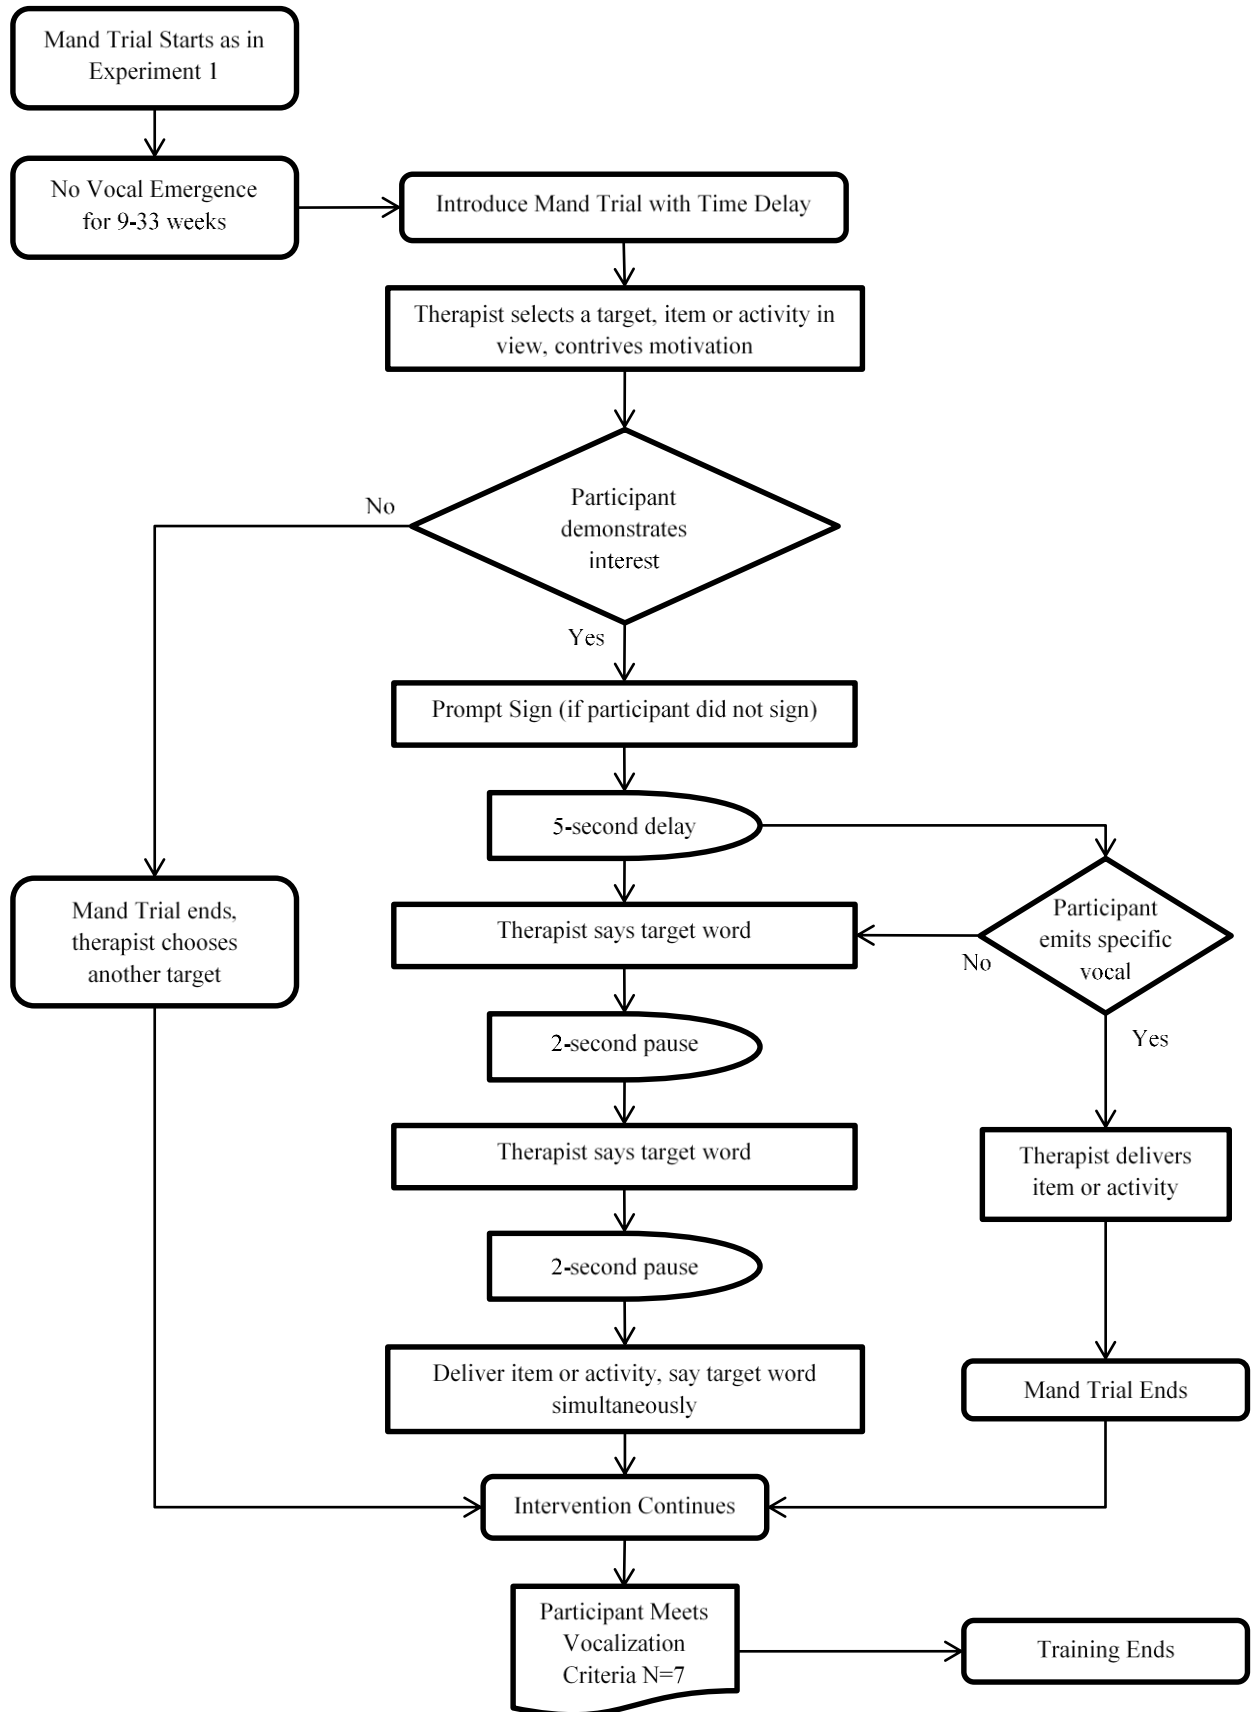 Mand Trial Starts as in
Experiment 1
No Vocal Emergence
for 9-33 weeks
Introduce Mand Trial with Time Delay
Therapist selects a target, item or activity in
view, contrives motivation
Participant
demonstrates
interest
No
Yes
Prompt Sign (if participant did not sign)
5-second delay
Therapist says target word
Participant
emits specific
vocal
No
Yes
Mand Trial ends,
therapist chooses
another target
2-second pause
Therapist says target word
Therapist delivers
item or activity
2-second pause
Deliver item or activity, say target word
simultaneously
Mand Trial Ends
Intervention Continues
Participant Meets
Vocalization
Criteria N=7
Training Ends